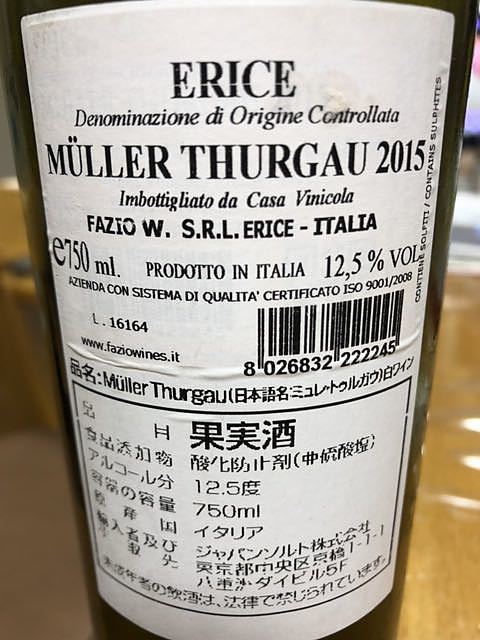 ERICE
Denominazione di Origine Controllata
MÜLLER THURGAU 2015
Imbottigliato da Casa Vinicola
FAZIO W. S.R.L. ERICE - ITALIA
e750 ml. PRODOTTO IN ITALIA 12,5 % VOL
AZIENDA CON SISTEMA DI QUALITA' CERTIFICATO ISO 9001/2008
L. 16164
www.faziowines.it
8 026832 222245
CONTIENE SOLFITI / CONTAINS SULPHITES
品名:Müller Thurgau(日本語名:ミュレ・トゥルガウ)白ワイン
品 目 果実酒
食品添加物 酸化防止剤(亜硫酸塩)
アルコール分 12.5度
容器の容量 750ml
原産国 イタリア
輸入者及び ジャパンソルト株式会社
引取先 東京都中央区京橋1-1-1
八重洲ダイビル5F
未成年者の飲酒は、法律で禁じられています。